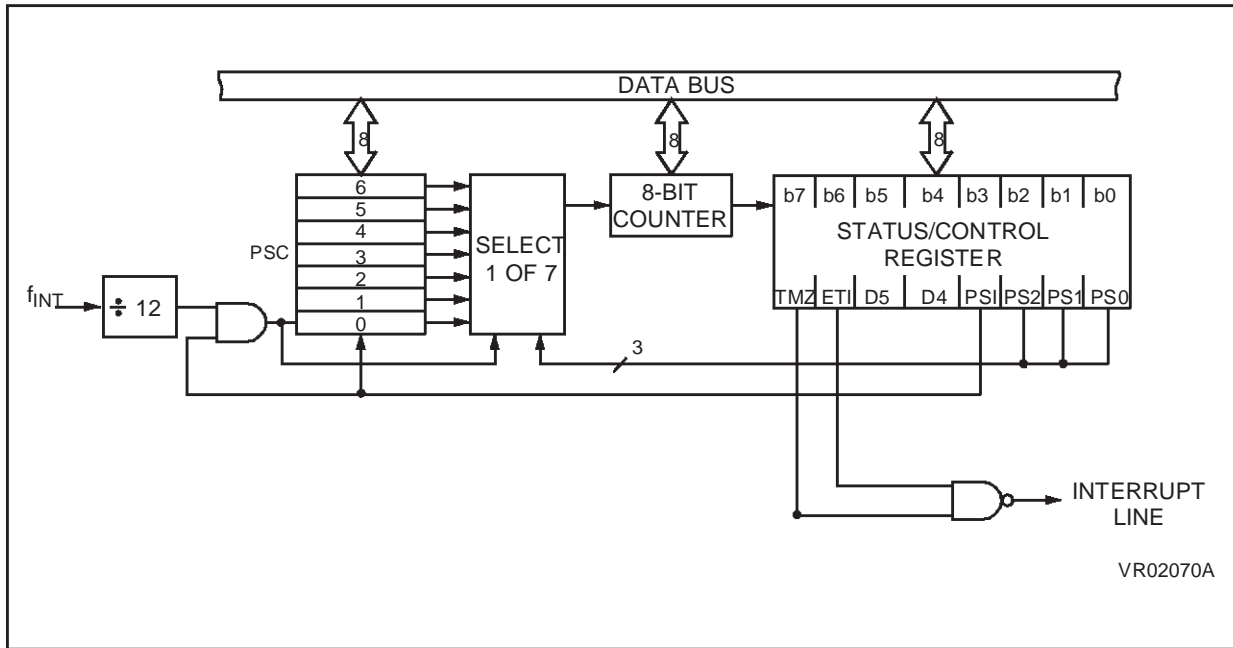 DATA BUS
8
8
8
6
5
4
3
2
1
0
PSC
SELECT
1 OF 7
8-BIT
COUNTER
b7 b6 b5 b4 b3 b2 b1 b0
STATUS/CONTROL
REGISTER
TMZ ETI D5 D4 PSI PS2 PS1 PS0
fINT
÷ 12
3
INTERRUPT
LINE
VR02070A